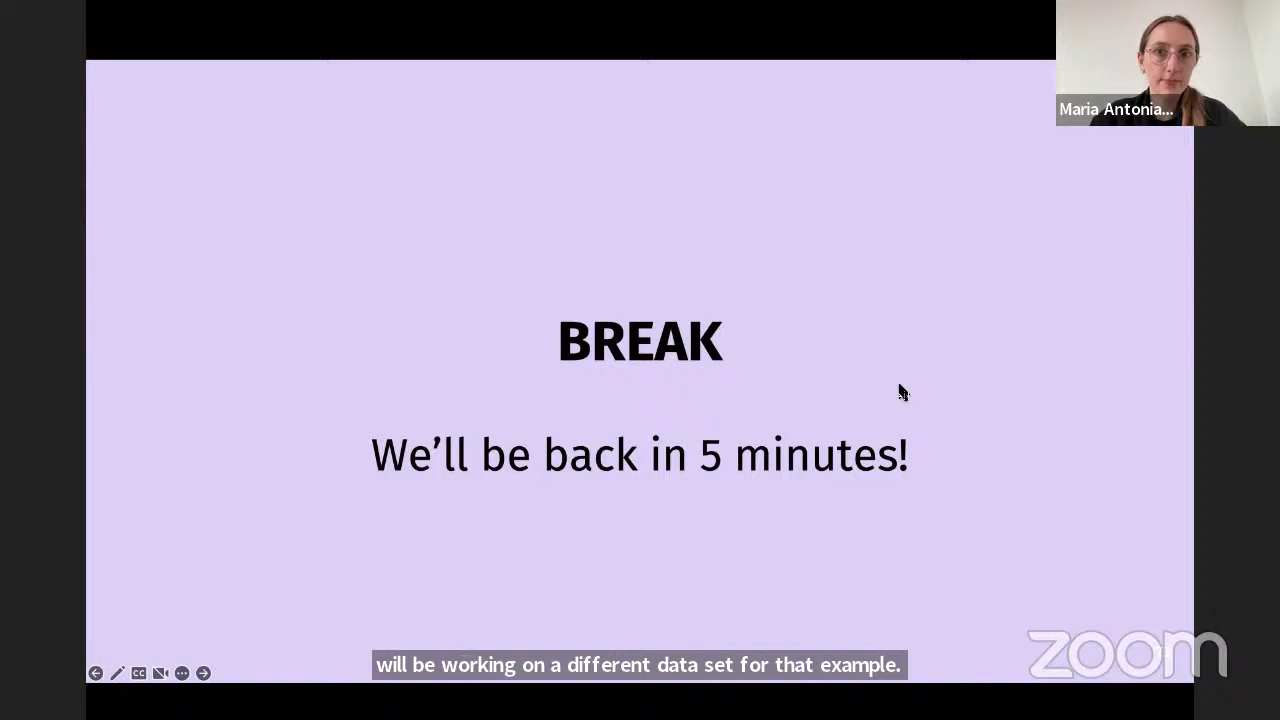 Maria Antonia...
BREAK
We’ll be back in 5 minutes!
CC
will be working on a different data set for that example.
zoom